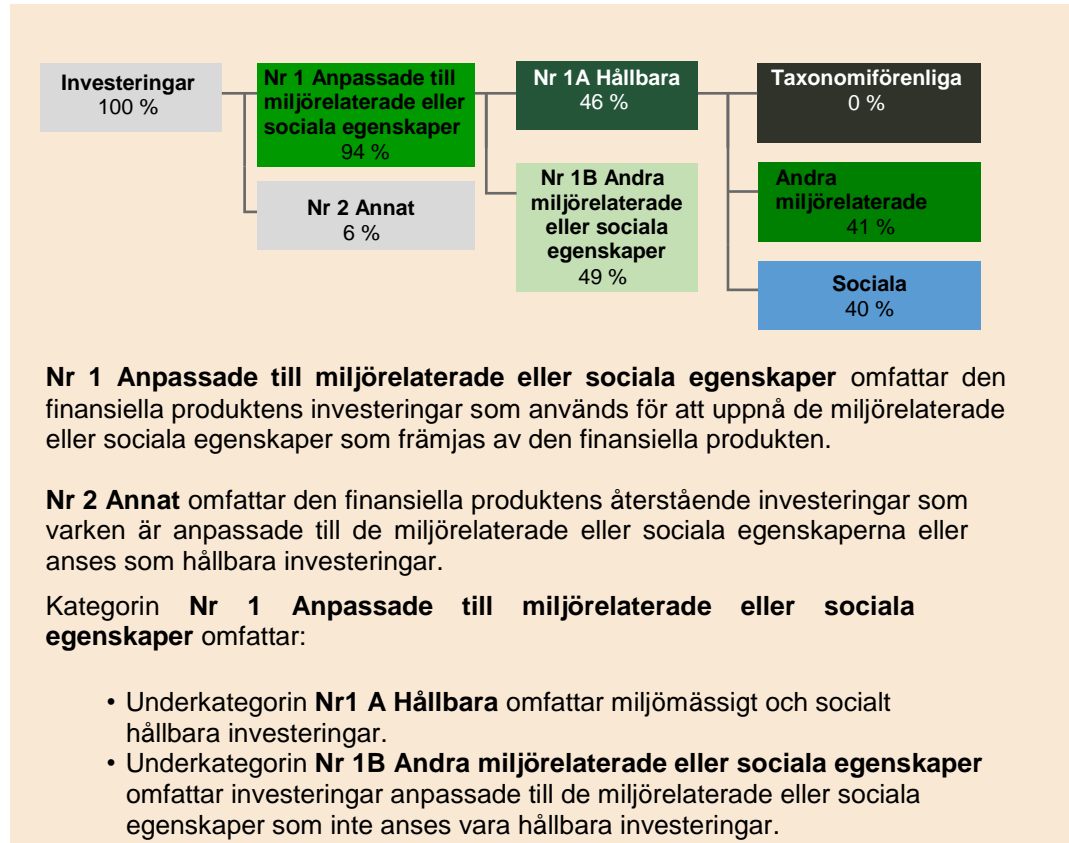 Investeringar
100 %
Nr 1 Anpassade till
miljörelaterade eller
sociala egenskaper
94 %
Nr 2 Annat
6 %
Nr 1A Hållbara
46 %
Nr 1B Andra
miljörelaterade
eller sociala
egenskaper
49 %
Taxonomiförenliga
0 %
Andra
miljörelaterade
41 %
Sociala
40 %
Nr 1 Anpassade till miljörelaterade eller sociala egenskaper omfattar den
finansiella produktens investeringar som används för att uppnå de miljörelaterade
eller sociala egenskaper som främjas av den finansiella produkten.
Nr 2 Annat omfattar den finansiella produktens återstående investeringar som
varken är anpassade till de miljörelaterade eller sociala egenskaperna eller
anses som hållbara investeringar.
Kategorin Nr 1 Anpassade till miljörelaterade eller sociala
egenskaper omfattar:
• Underkategorin Nr1 A Hållbara omfattar miljömässigt och socialt
hållbara investeringar.
• Underkategorin Nr 1B Andra miljörelaterade eller sociala egenskaper
omfattar investeringar anpassade till de miljörelaterade eller sociala
egenskaper som inte anses vara hållbara investeringar.